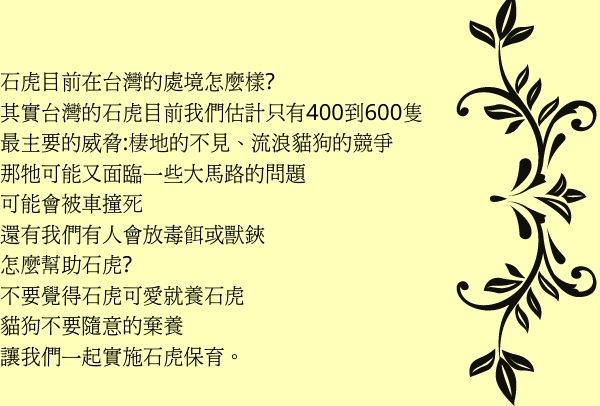 石虎目前在台灣的處境怎麼樣?
其實台灣的石虎目前我們估計只有400到600隻
最主要的威脅:棲地的不見、流浪貓狗的競爭
那牠可能又面臨一些大馬路的問題
可能會被車撞死
還有我們有人會放毒餌或獸鋏
怎麼幫助石虎?
不要覺得石虎可愛就養石虎
貓狗不要隨意的棄養
讓我們一起實施石虎保育。